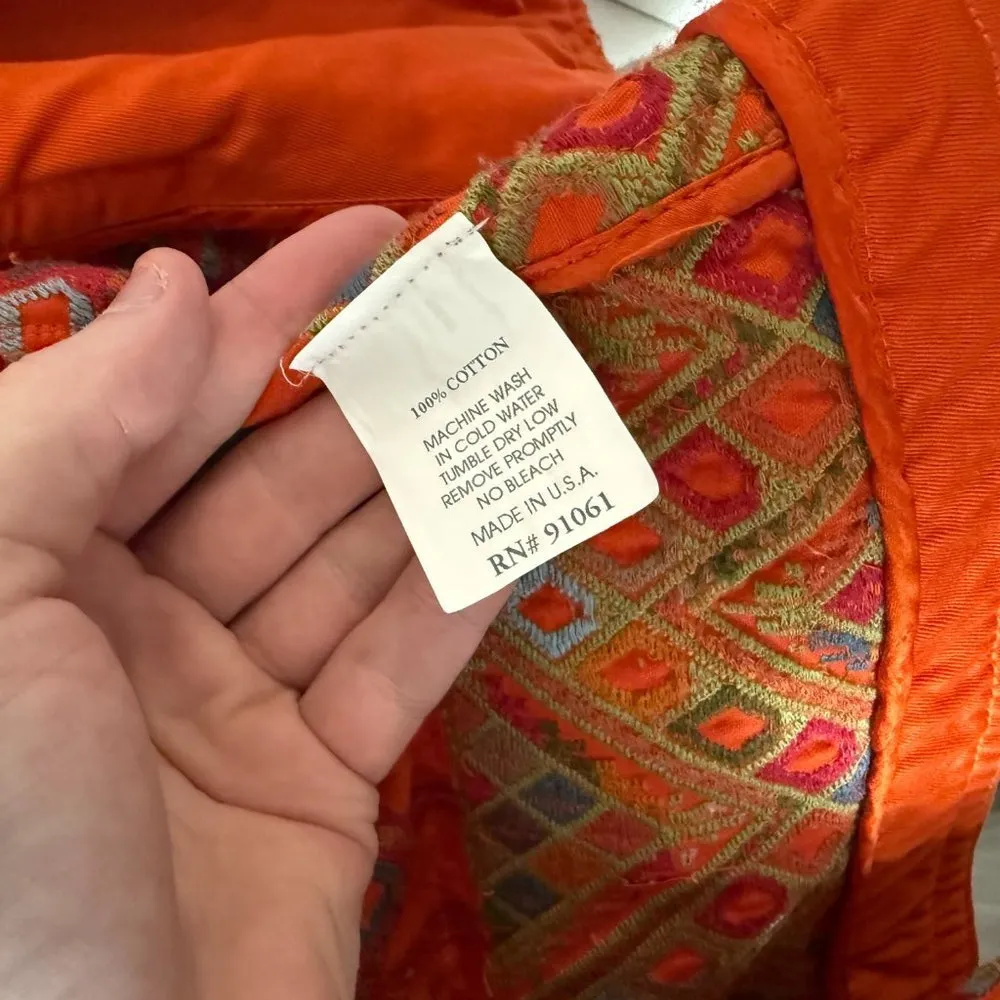 100% COTTON
MACHINE WASH
IN COLD WATER
TUMBLE DRY LOW
REMOVE PROMPTLY
NO BLEACH
MADE IN U.S.A.
RN# 91061